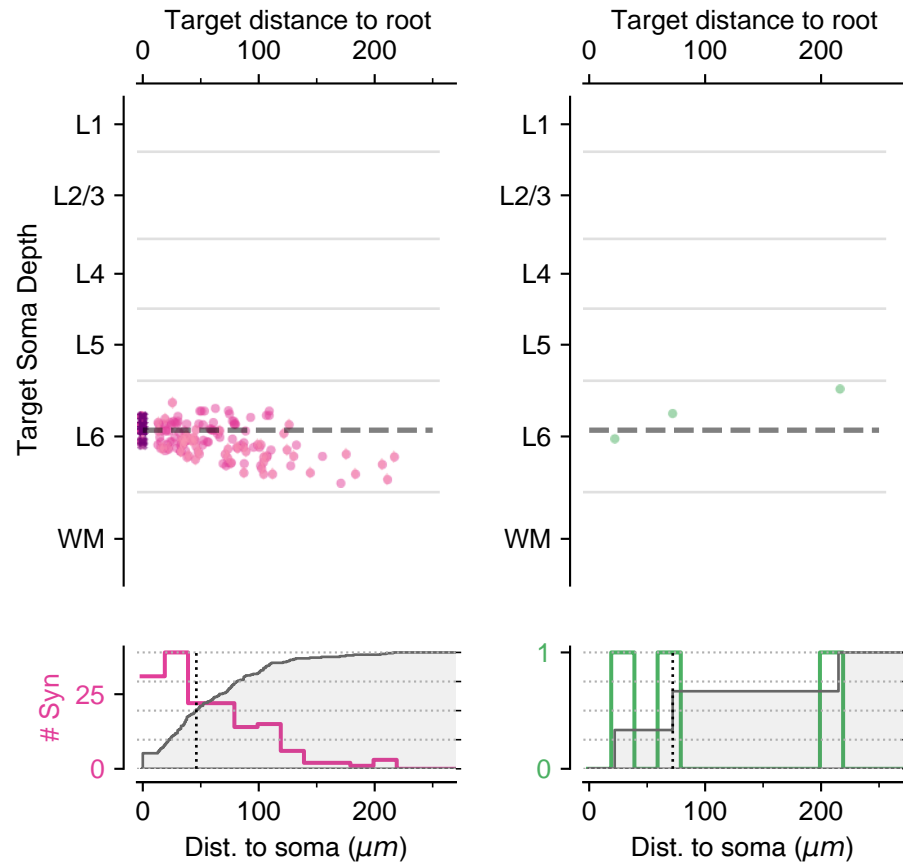 Target distance to root Target distance to root
0 100 200 0 100 200
L1 L1
L2/3 L2/3
L4 L4
L5 L5
L6 L6
WM WM
Target Soma Depth
25 1
0 0
# Syn
0 100 200 0 100 200
Dist. to soma (μm) Dist. to soma (μm)